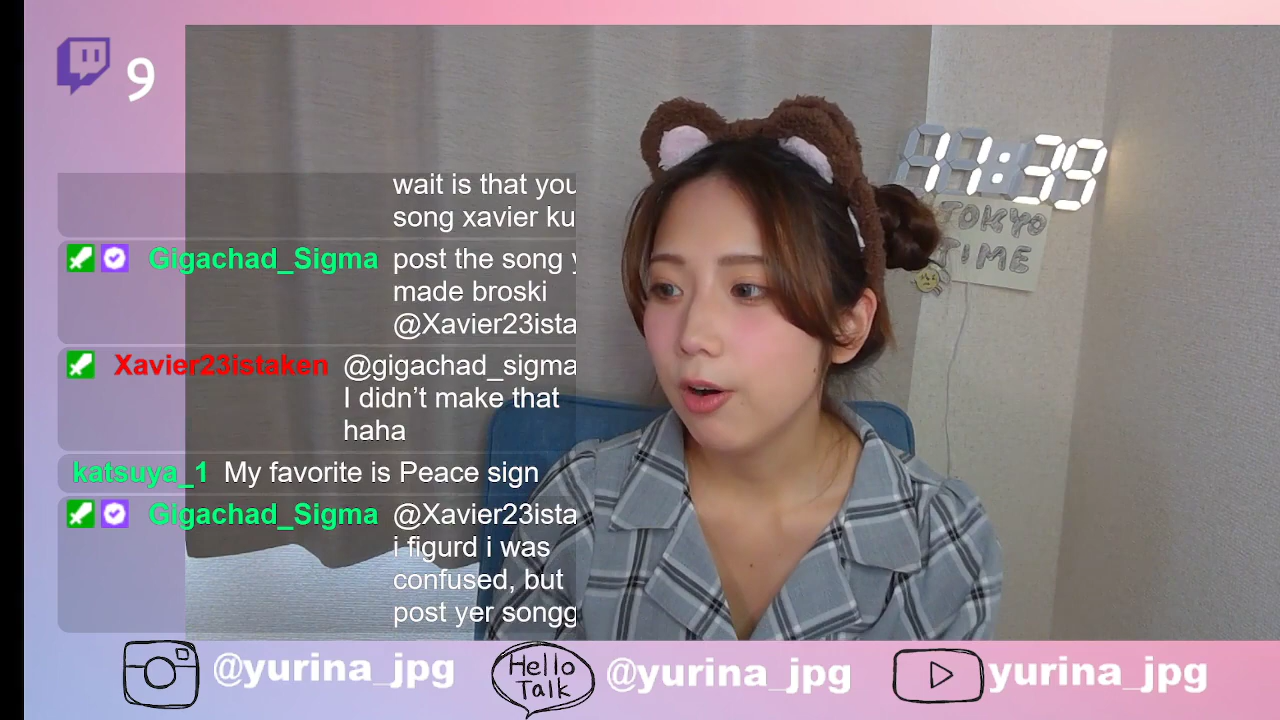 9
wait is that you
song xavier ku
Gigachad_Sigma post the song y
made broski
@Xavier23ista
Xavier23istaken @gigachad_sigma
I didn't make that
haha
katsuya_1 My favorite is Peace sign
Gigachad_Sigma @Xavier23ista
i figurd i was
confused, but
post yer songg
11:39
TOKYO
TIME
@yurina_jpg
Hello
Talk
@yurina_jpg
yurina_jpg